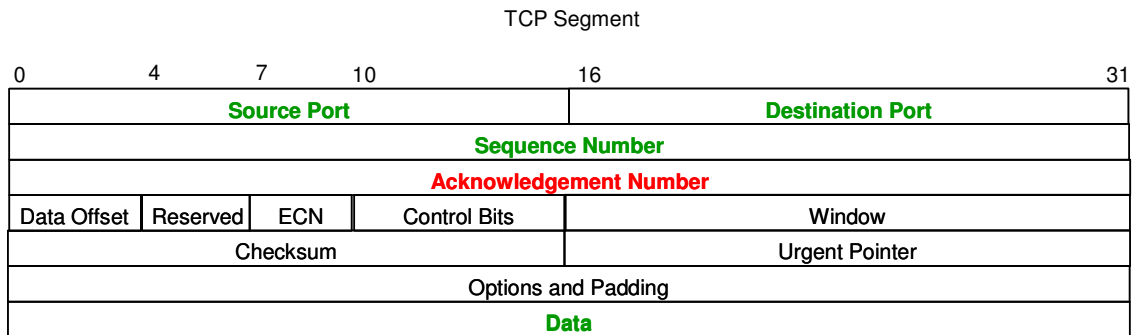 TCP Segment
0 4 7 10 16 31
Source Port Destination Port
Sequence Number
Acknowledgement Number
Data Offset Reserved ECN Control Bits Window
Checksum Urgent Pointer
Options and Padding
Data